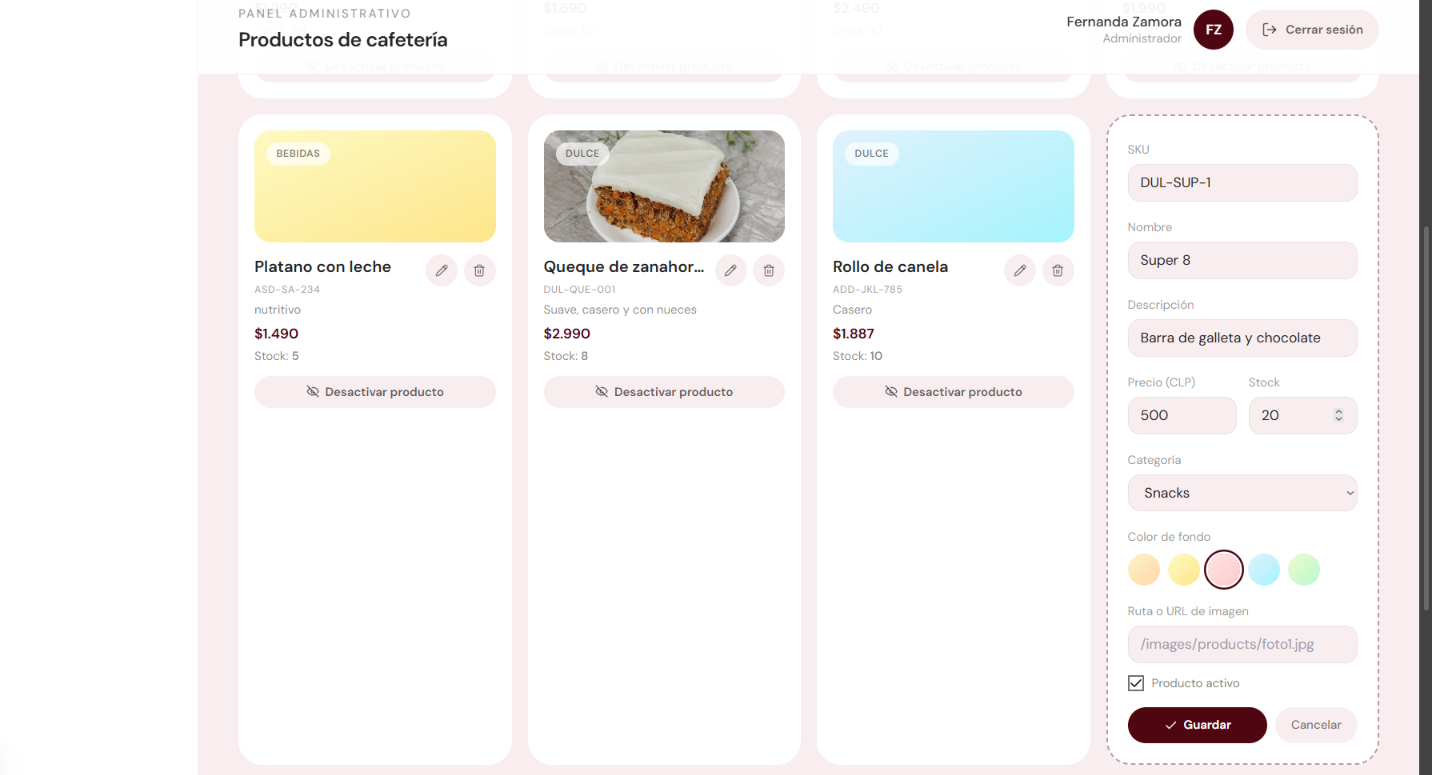 $1.690
$2.490
$1.990
PANEL ADMINISTRATIVO
Productos de cafetería
Stock: 10
Stock: 10
Fernanda Zamora
Administrador
FZ
Cerrar sesión
Desactivar producto
Desactivar producto
Desactivar producto
Desactivar producto
BEBIDAS
Platano con leche
ASD-SA-234
nutritivo
$1.490
Stock: 5
Desactivar producto
DULCE
Queque de zanahor...
DUL-QUE-001
Suave, casero y con nueces
$2.990
Stock: 8
Desactivar producto
DULCE
Rollo de canela
ADD-JKL-785
Casero
$1.887
Stock: 10
Desactivar producto
SKU
DUL-SUP-1
Nombre
Super 8
Descripción
Barra de galleta y chocolate
Precio (CLP)
Stock
500
20
Categoría
Snacks
Color de fondo
Ruta o URL de imagen
/images/products/foto1.jpg
Producto activo
Guardar
Cancelar